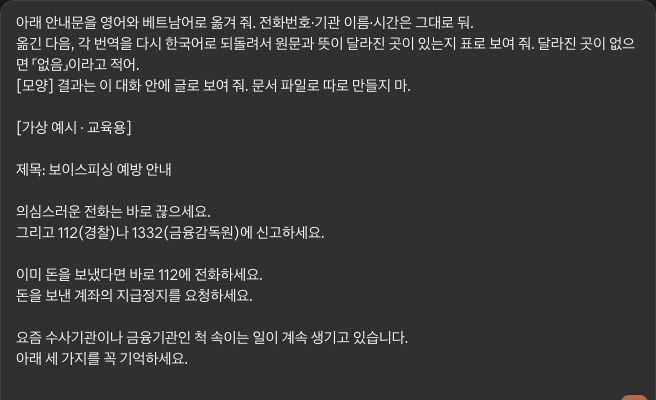 아래 안내문을 영어와 베트남어로 옮겨 줘. 전화번호·기관 이름·시간은 그대로 둬.
옮긴 다음, 각 번역을 다시 한국어로 되돌려서 원문과 뜻이 달라진 곳이 있는지 표로 보여 줘. 달라진 곳이 없으
면 「없음」이라고 적어.
[모양] 결과는 이 대화 안에 글로 보여 줘. 문서 파일로 따로 만들지 마.
[가상 예시 · 교육용]
제목: 보이스피싱 예방 안내
의심스러운 전화는 바로 끊으세요.
그리고 112(경찰)나 1332(금융감독원)에 신고하세요.
이미 돈을 보냈다면 바로 112에 전화하세요.
돈을 보낸 계좌의 지급정지를 요청하세요.
요즘 수사기관이나 금융기관인 척 속이는 일이 계속 생기고 있습니다.
아래 세 가지를 꼭 기억하세요.